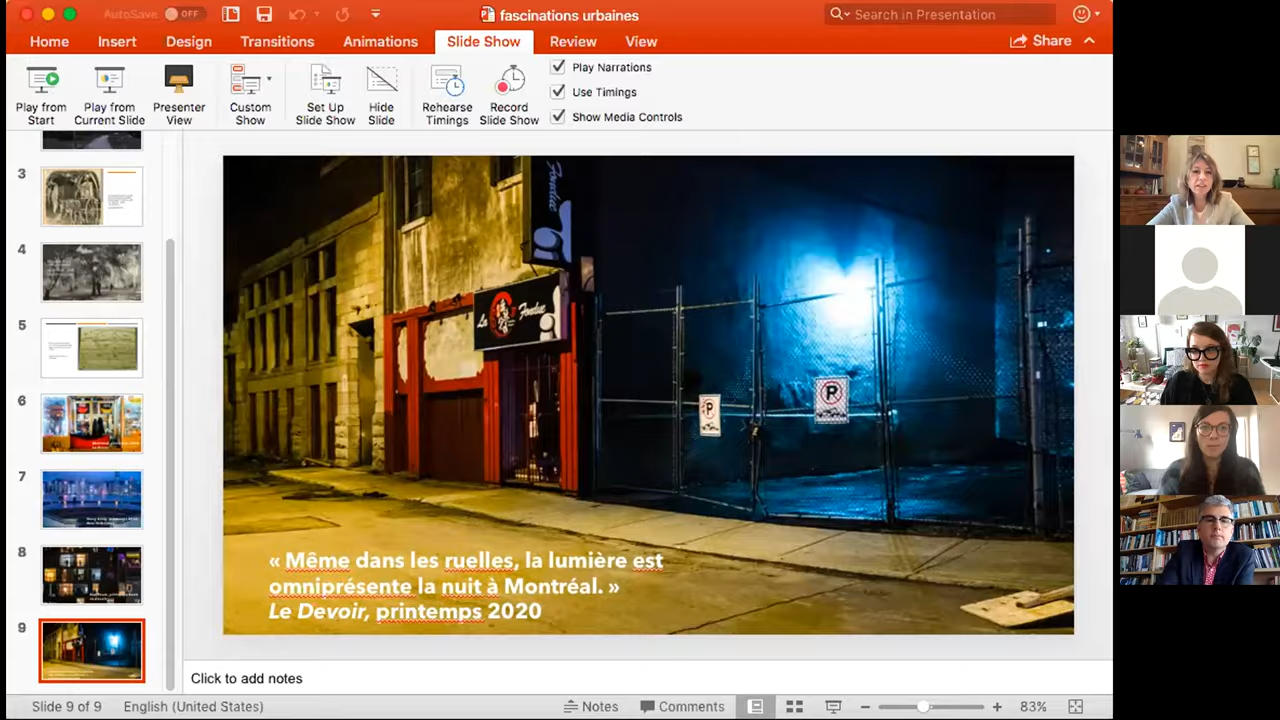 AutoSave OFF
fascinations urbaines
Search in Presentation
Home Insert Design Transitions Animations Slide Show Review View
Share
Play from Start
Play from Current Slide
Presenter View
Custom Show
Set Up Slide Show
Hide Slide
Rehearse Timings
Record Slide Show
Play Narrations
Use Timings
Show Media Controls
3
4
5
6
7
8
9
Fondue
La Fondue
P
P
« Même dans les ruelles, la lumière est
omniprésente la nuit à Montréal. »
Le Devoir, printemps 2020
Click to add notes
Slide 9 of 9 English (United States) Notes Comments 83%